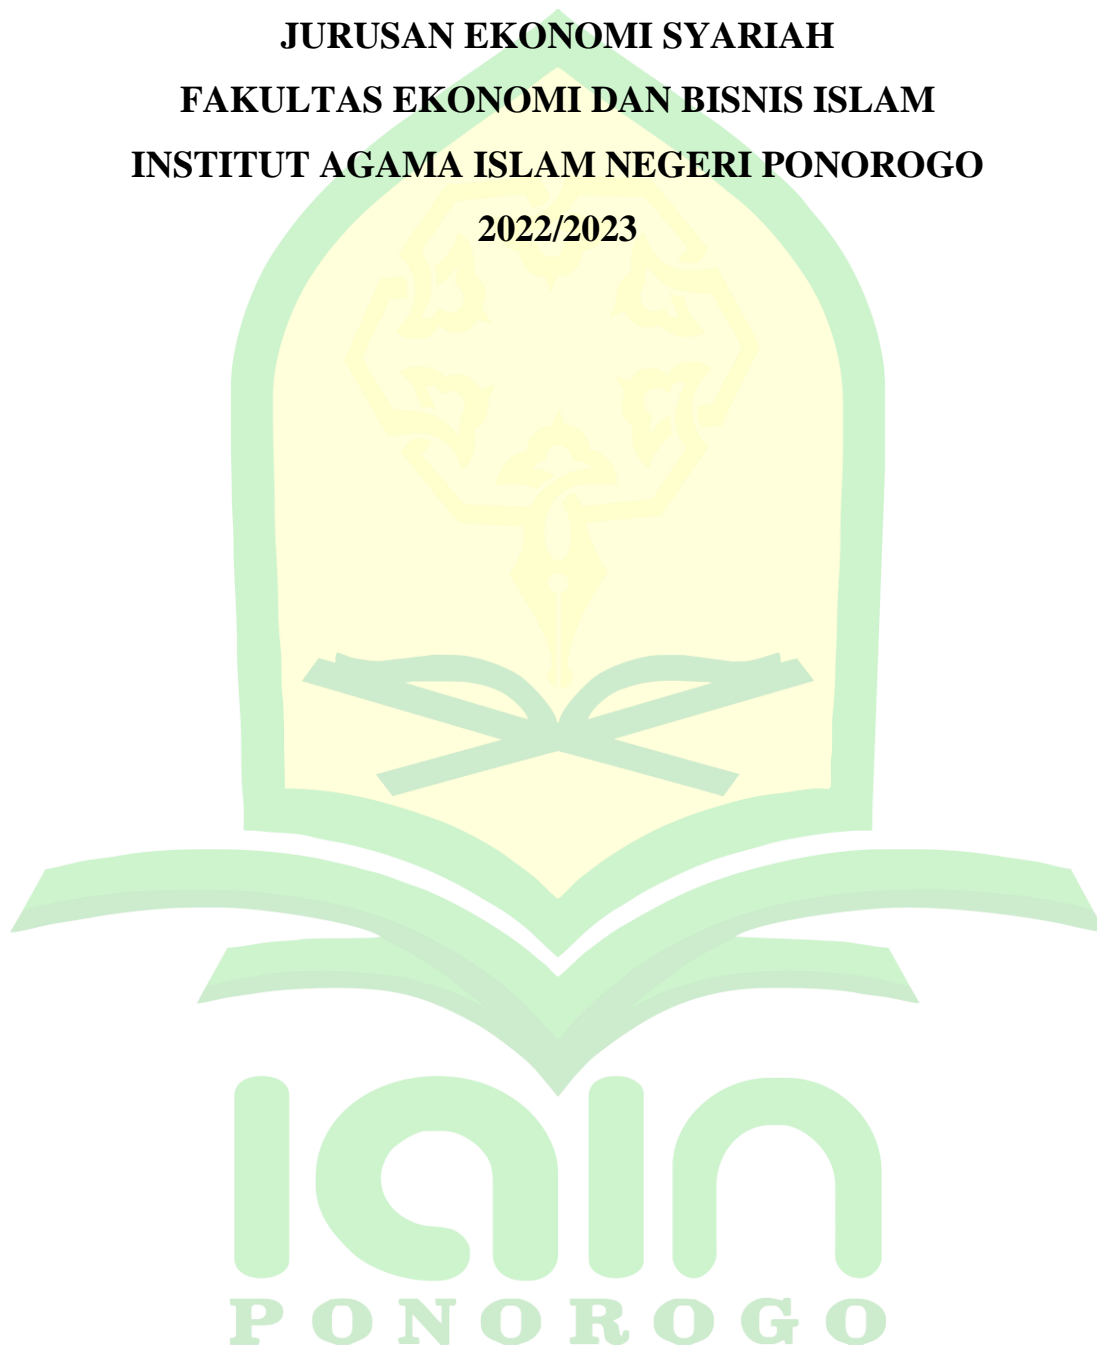 JURUSAN EKONOMI SYARIAH
FAKULTAS EKONOMI DAN BISNIS ISLAM
INSTITUT AGAMA ISLAM NEGERI PONOROGO
2022/2023
iain
PONOROGO